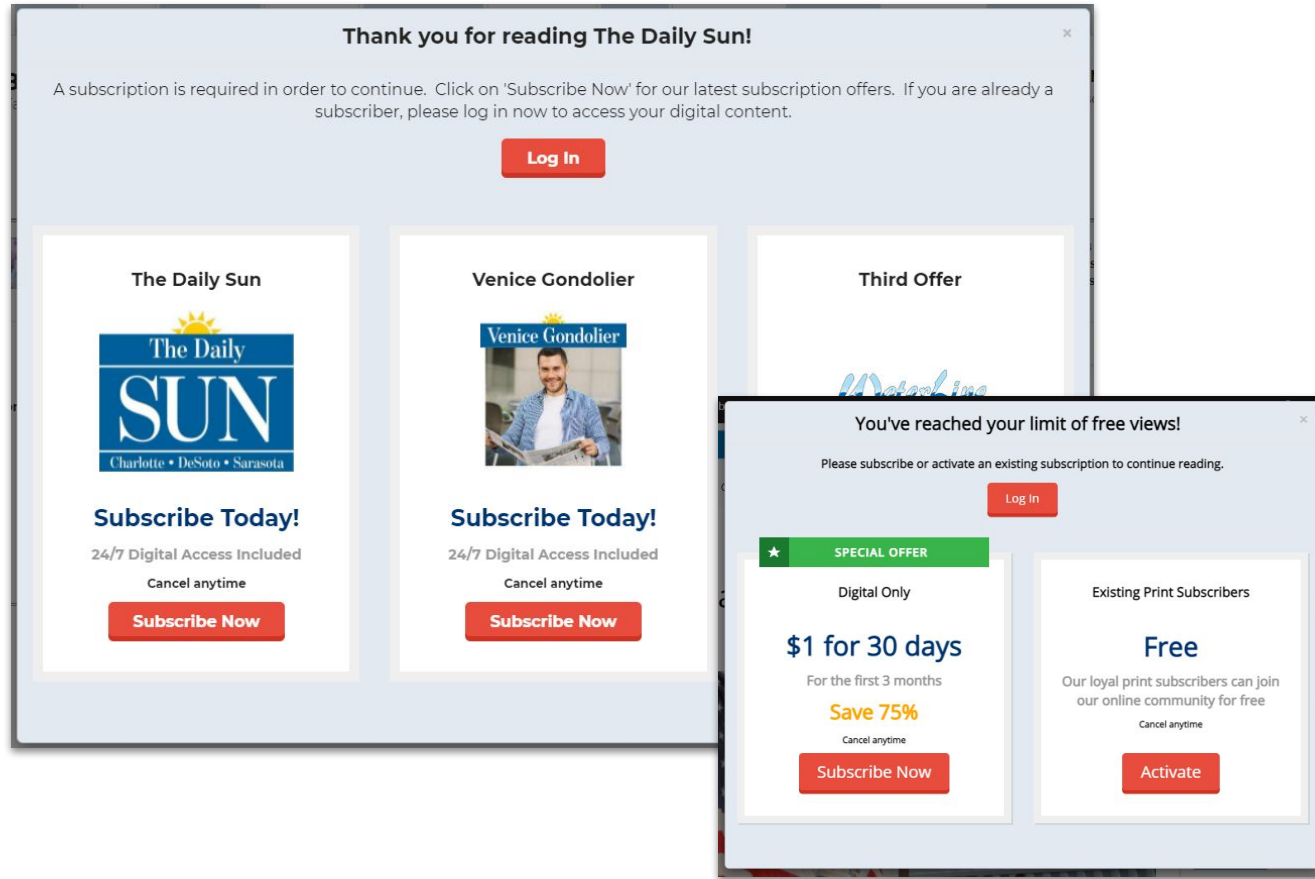 Thank you for reading The Daily Sun!
×
A subscription is required in order to continue. Click on 'Subscribe Now' for our latest subscription offers. If you are already a
subscriber, please log in now to access your digital content.
Log In
The Daily Sun
The Daily
SUN
Charlotte • DeSoto • Sarasota
Subscribe Today!
24/7 Digital Access Included
Cancel anytime
Subscribe Now
Venice Gondolier
Venice Gondolier
Subscribe Today!
24/7 Digital Access Included
Cancel anytime
Subscribe Now
Third Offer
You've reached your limit of free views!
×
Please subscribe or activate an existing subscription to continue reading.
Log In
★ SPECIAL OFFER
Digital Only
$1 for 30 days
For the first 3 months
Save 75%
Cancel anytime
Subscribe Now
Existing Print Subscribers
Free
Our loyal print subscribers can join
our online community for free
Cancel anytime
Activate